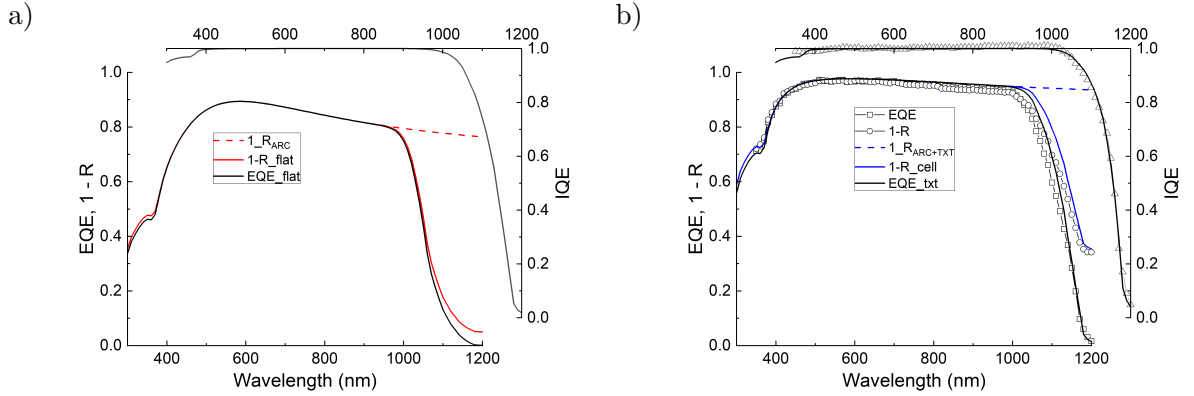 a)
400 600 800 1000 1200
1.0
0.8
0.6
0.4
0.2
0.0
IQE
1.0
0.8
0.6
0.4
0.2
0.0
EQE, 1 - R
1_R_ARC
1-R_flat
EQE_flat
400 600 800 1000 1200
Wavelength (nm)
b)
400 600 800 1000 1200
1.0
0.8
0.6
0.4
0.2
0.0
IQE
1.0
0.8
0.6
0.4
0.2
0.0
EQE, 1 - R
EQE
1-R
1_R_ARC+TXT
1-R_cell
EQE_txt
400 600 800 1000 1200
Wavelength (nm)